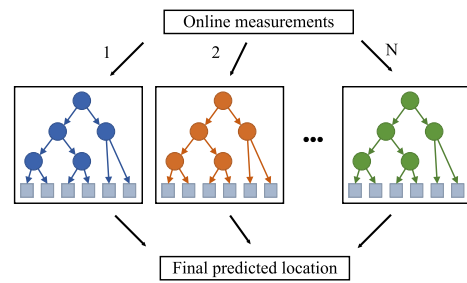 Online measurements
1
2
N
...
Final predicted location